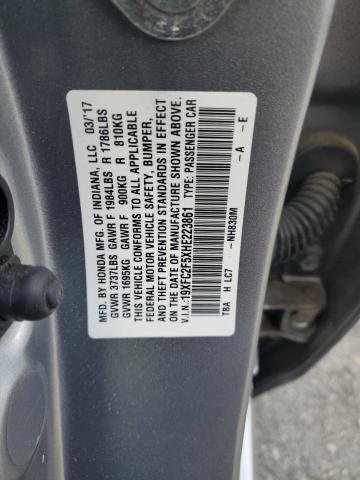 MFD. BY HONDA MFG. OF INDIANA, LLC 03/17
GVWR 3737LBS GAWR F 1984LBS R 1786LBS
GVWR 1695KG GAWR F 900KG R 810KG
THIS VEHICLE CONFORMS TO ALL APPLICABLE
FEDERAL MOTOR VEHICLE SAFETY, BUMPER,
AND THEFT PREVENTION STANDARDS IN EFFECT
ON THE DATE OF MANUFACTURE SHOWN ABOVE.
V.I.N.:19XFC2F5XHE223861 TYPE: PASSENGER CAR
TBA H LC7 -NH830M -A -E